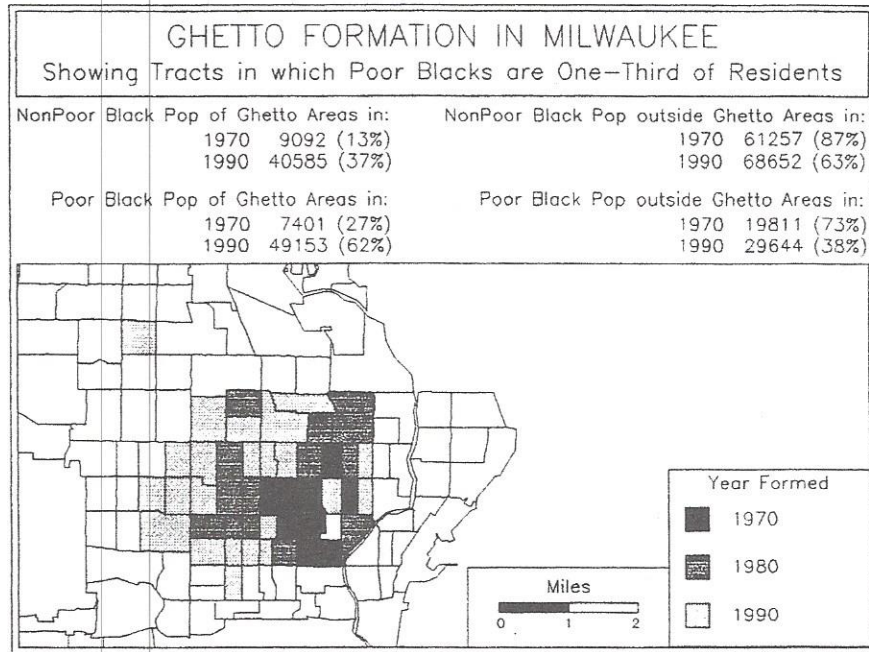 GHETTO FORMATION IN MILWAUKEE
Showing Tracts in which Poor Blacks are One-Third of Residents
NonPoor Black Pop of Ghetto Areas in:
1970 9092 (13%)
1990 40585 (37%)
NonPoor Black Pop outside Ghetto Areas in:
1970 61257 (87%)
1990 68652 (63%)
Poor Black Pop of Ghetto Areas in:
1970 7401 (27%)
1990 49153 (62%)
Poor Black Pop outside Ghetto Areas in:
1970 19811 (73%)
1990 29644 (38%)
Year Formed
1970
1980
1990
Miles
0 1 2